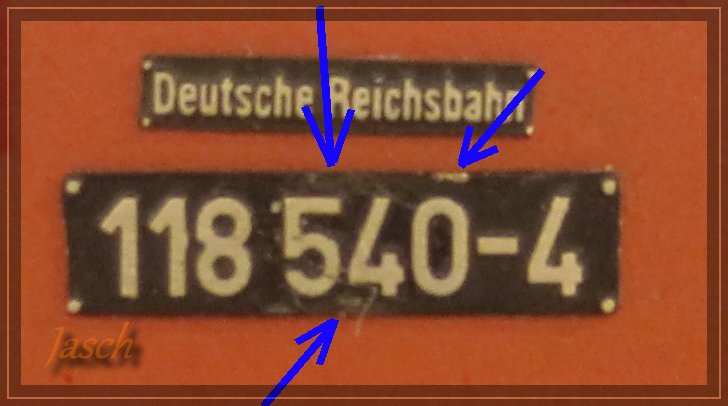 Deutsche Reichsbahn
118 540-4
Jasch